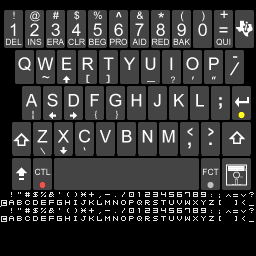 ! @ # $ % ^ & * ( ) +
1 2 3 4 5 6 7 8 9 0 =
DEL INS ERA CLR BEG PRO AID RED BAK QUI
Q W E R T Y U I O P /
A S D F G H J K L : ;
Z X C V B N M < , > .
CTL FCT
!"#$%&'()*+,-./0123456789:;<=>?
@ABCDEFGHIJKLMNOPQRSTUVWXYZ[\]^_
!"#$%&'()*+,-./0123456789:;<=>?
@ABCDEFGHIJKLMNOPQRSTUVWXYZ[\]^_